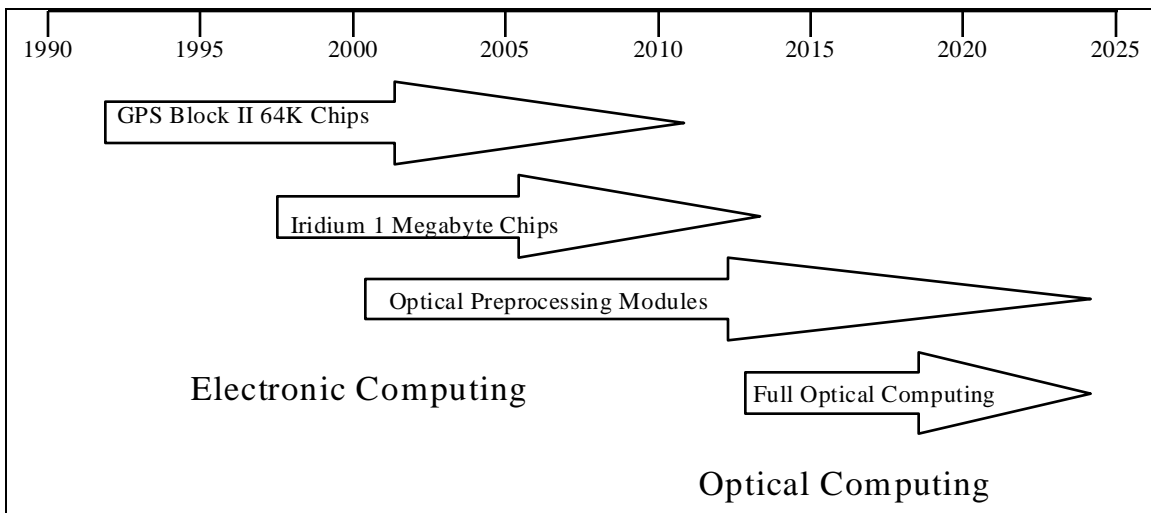 1990 1995 2000 2005 2010 2015 2020 2025
GPS Block II 64K Chips
Iridium 1 Megabyte Chips
Optical Preprocessing Modules
Electronic Computing
Full Optical Computing
Optical Computing